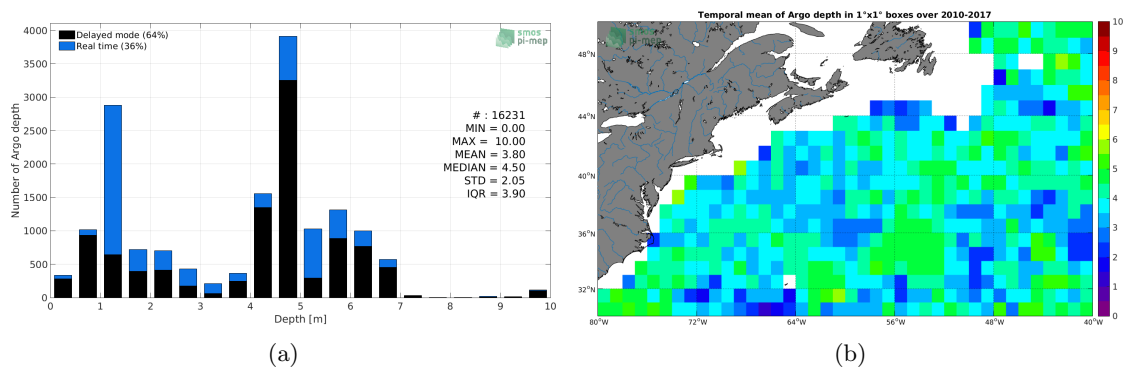 Delayed mode (64%)
Real time (36%)
smos
pi-mep
# : 16231
MIN = 0.00
MAX = 10.00
MEAN = 3.80
MEDIAN = 4.50
STD = 2.05
IQR = 3.90
Number of Argo depth
4000
3500
3000
2500
2000
1500
1000
500
0
0 1 2 3 4 5 6 7 8 9 10
Depth [m]
(a)
Temporal mean of Argo depth in 1°x1° boxes over 2010-2017
smos
pi-mep
48°N
44°N
40°N
36°N
32°N
80°W 72°W 64°W 56°W 48°W 40°W
10
9
8
7
6
5
4
3
2
1
0
(b)